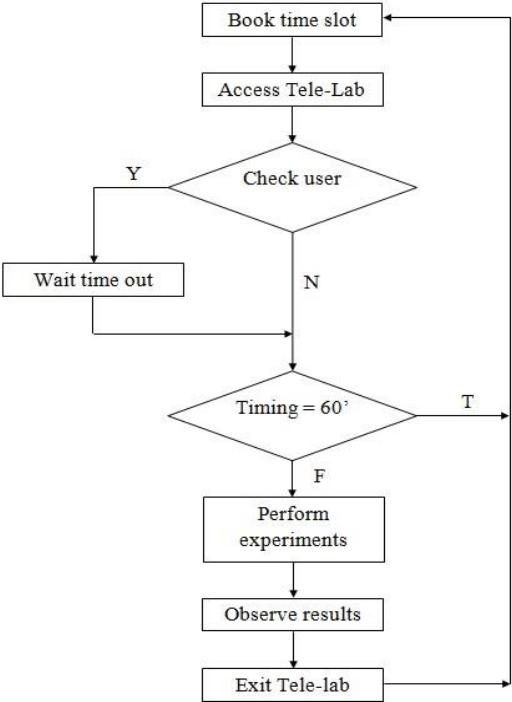 Book time slot
Access Tele-Lab
Check user
Y
Wait time out
N
Timing = 60’
T
F
Perform
experiments
Observe results
Exit Tele-lab